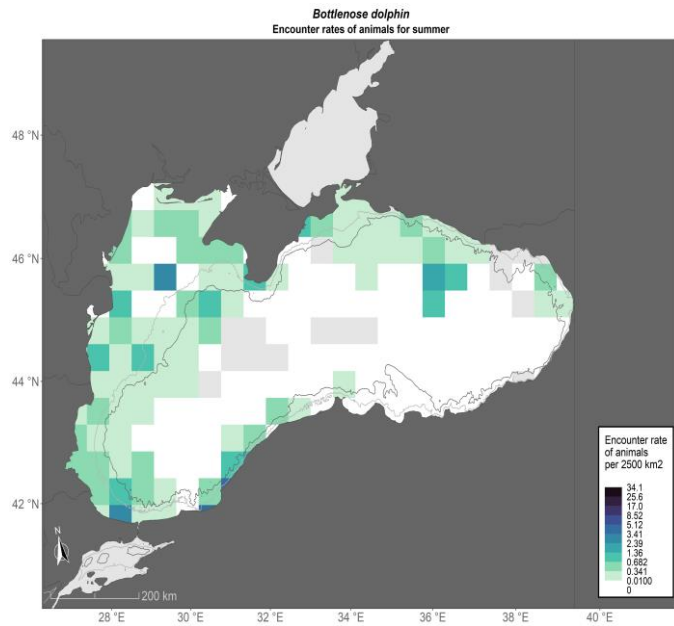 Bottlenose dolphin
Encounter rates of animals for summer
48 °N
46 °N
44 °N
42 °N
Encounter rate
of animals
per 2500 km2
34.1
25.6
17.0
8.52
5.12
3.41
2.39
1.36
0.682
0.341
0.0100
0
N
200 km
28 °E
30 °E
32 °E
34 °E
36 °E
38 °E
40 °E